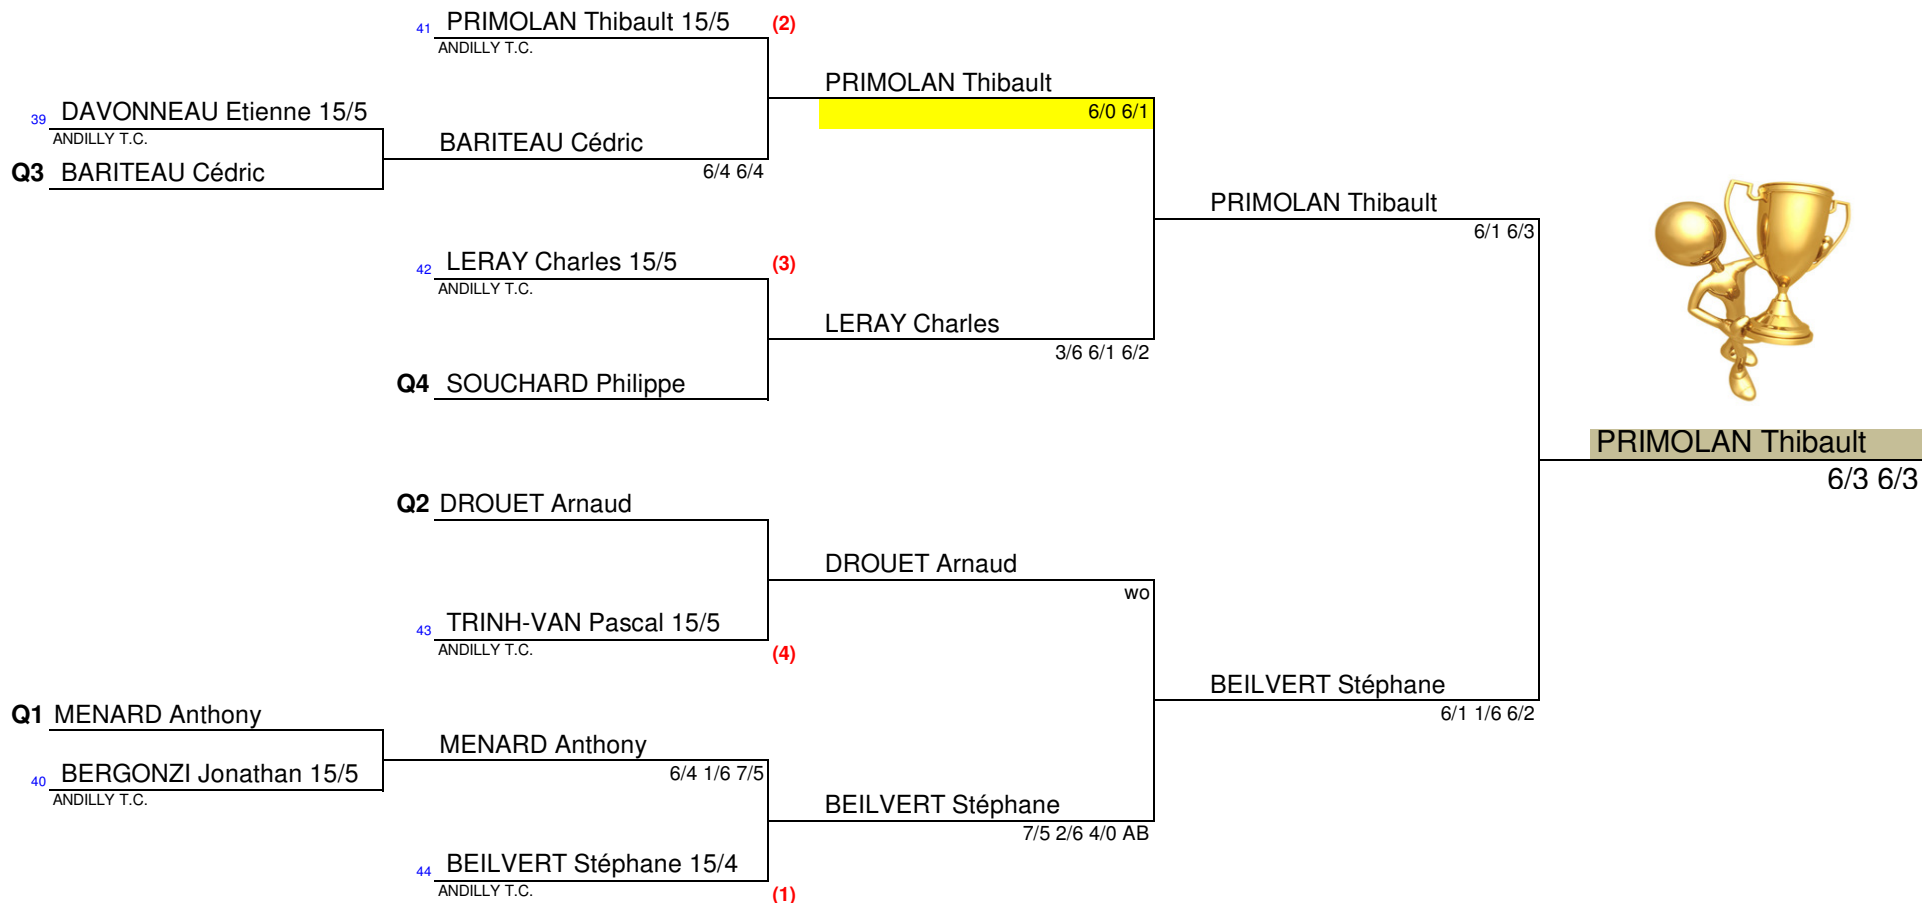 41 PRIMOLAN Thibault 15/5 (2)
ANDILLY T.C.
PRIMOLAN Thibault
6/0 6/1
39 DAVONNEAU Etienne 15/5
ANDILLY T.C.
BARITEAU Cédric
6/4 6/4
Q3 BARITEAU Cédric
PRIMOLAN Thibault
6/1 6/3
42 LERAY Charles 15/5 (3)
ANDILLY T.C.
LERAY Charles
3/6 6/1 6/2
Q4 SOUCHARD Philippe
PRIMOLAN Thibault
6/3 6/3
Q2 DROUET Arnaud
DROUET Arnaud
wo
43 TRINH-VAN Pascal 15/5
ANDILLY T.C. (4)
BEILVERT Stéphane
6/1 1/6 6/2
Q1 MENARD Anthony
MENARD Anthony
6/4 1/6 7/5
40 BERGONZI Jonathan 15/5
ANDILLY T.C.
BEILVERT Stéphane
7/5 2/6 4/0 AB
44 BEILVERT Stéphane 15/4
ANDILLY T.C. (1)